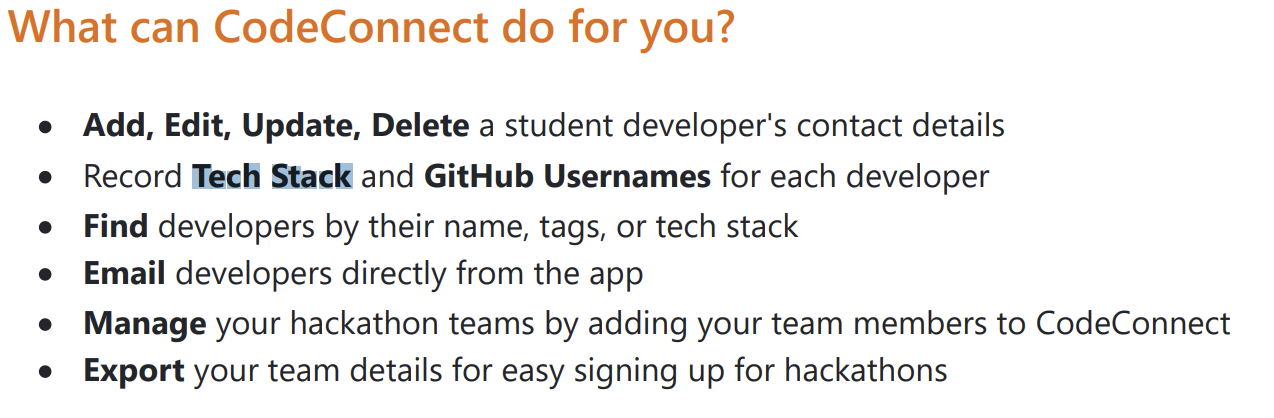 What can CodeConnect do for you?
• Add, Edit, Update, Delete a student developer's contact details
• Record Tech Stack and GitHub Usernames for each developer
• Find developers by their name, tags, or tech stack
• Email developers directly from the app
• Manage your hackathon teams by adding your team members to CodeConnect
• Export your team details for easy signing up for hackathons